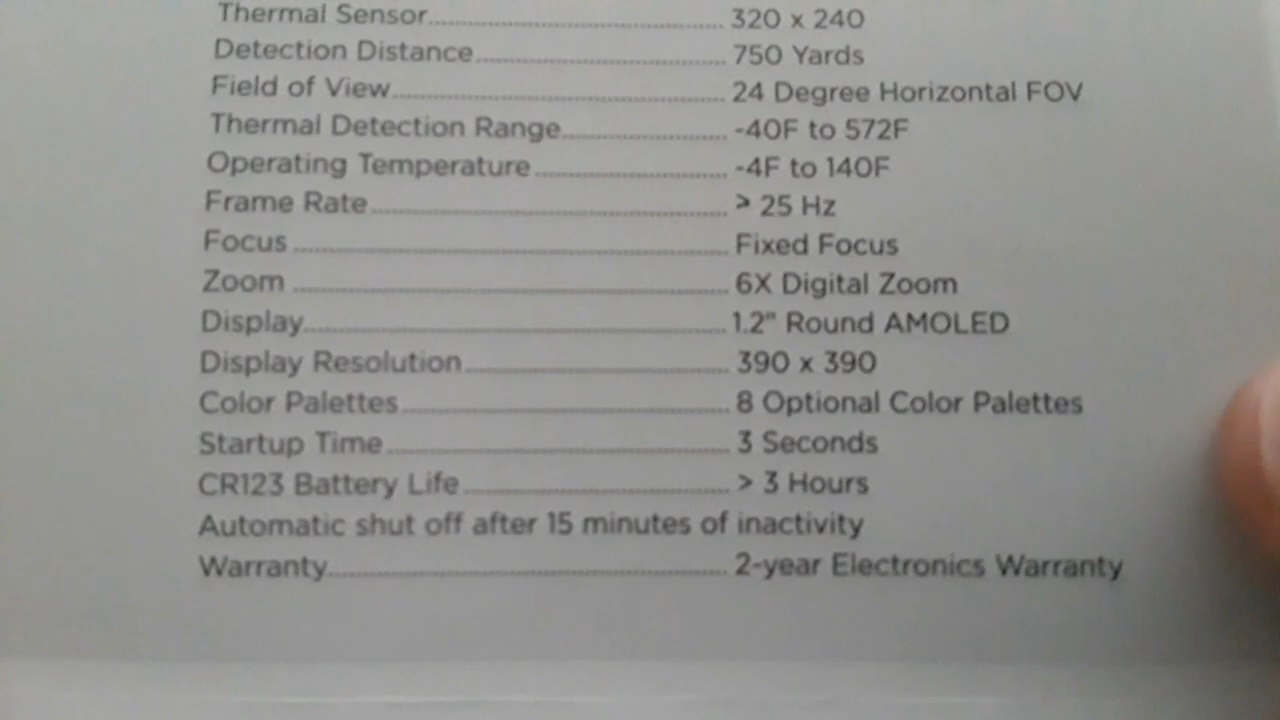 Thermal Sensor........ 320 x 240
Detection Distance........ 750 Yards
Field of View........ 24 Degree Horizontal FOV
Thermal Detection Range........ -40F to 572F
Operating Temperature........ -4F to 140F
Frame Rate........ > 25 Hz
Focus........ Fixed Focus
Zoom........ 6X Digital Zoom
Display........ 1.2" Round AMOLED
Display Resolution........ 390 x 390
Color Palettes........ 8 Optional Color Palettes
Startup Time........ 3 Seconds
CR123 Battery Life........ > 3 Hours
Automatic shut off after 15 minutes of inactivity
Warranty........ 2-year Electronics Warranty